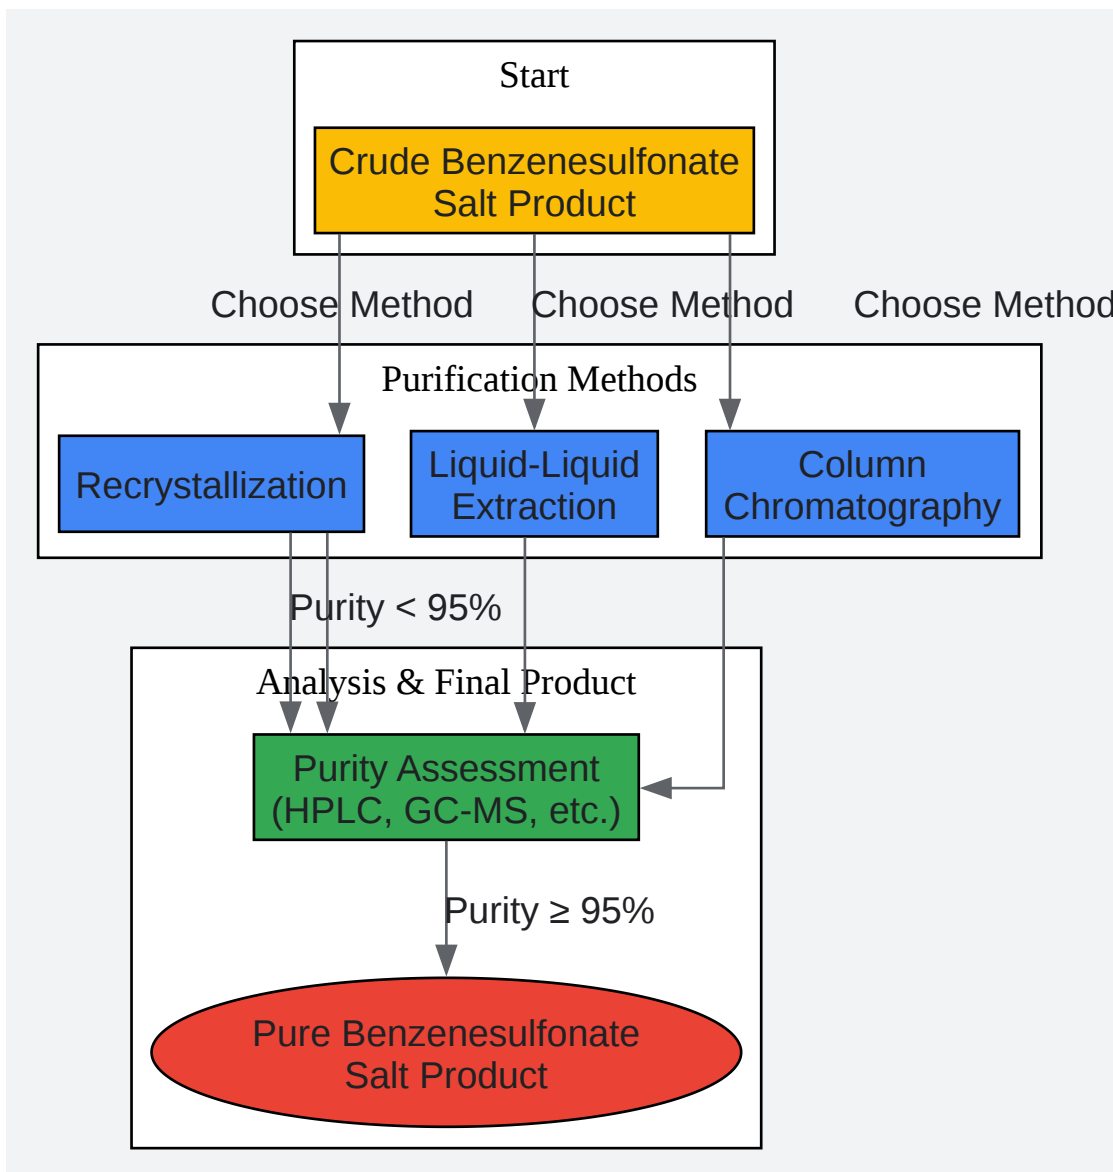 Start
Crude Benzenesulfonate
Salt Product
Choose Method
Choose Method
Choose Method
Purification Methods
Recrystallization
Liquid-Liquid
Extraction
Column
Chromatography
Purity < 95%
Analysis & Final Product
Purity Assessment
(HPLC, GC-MS, etc.)
Purity ≥ 95%
Pure Benzenesulfonate
Salt Product